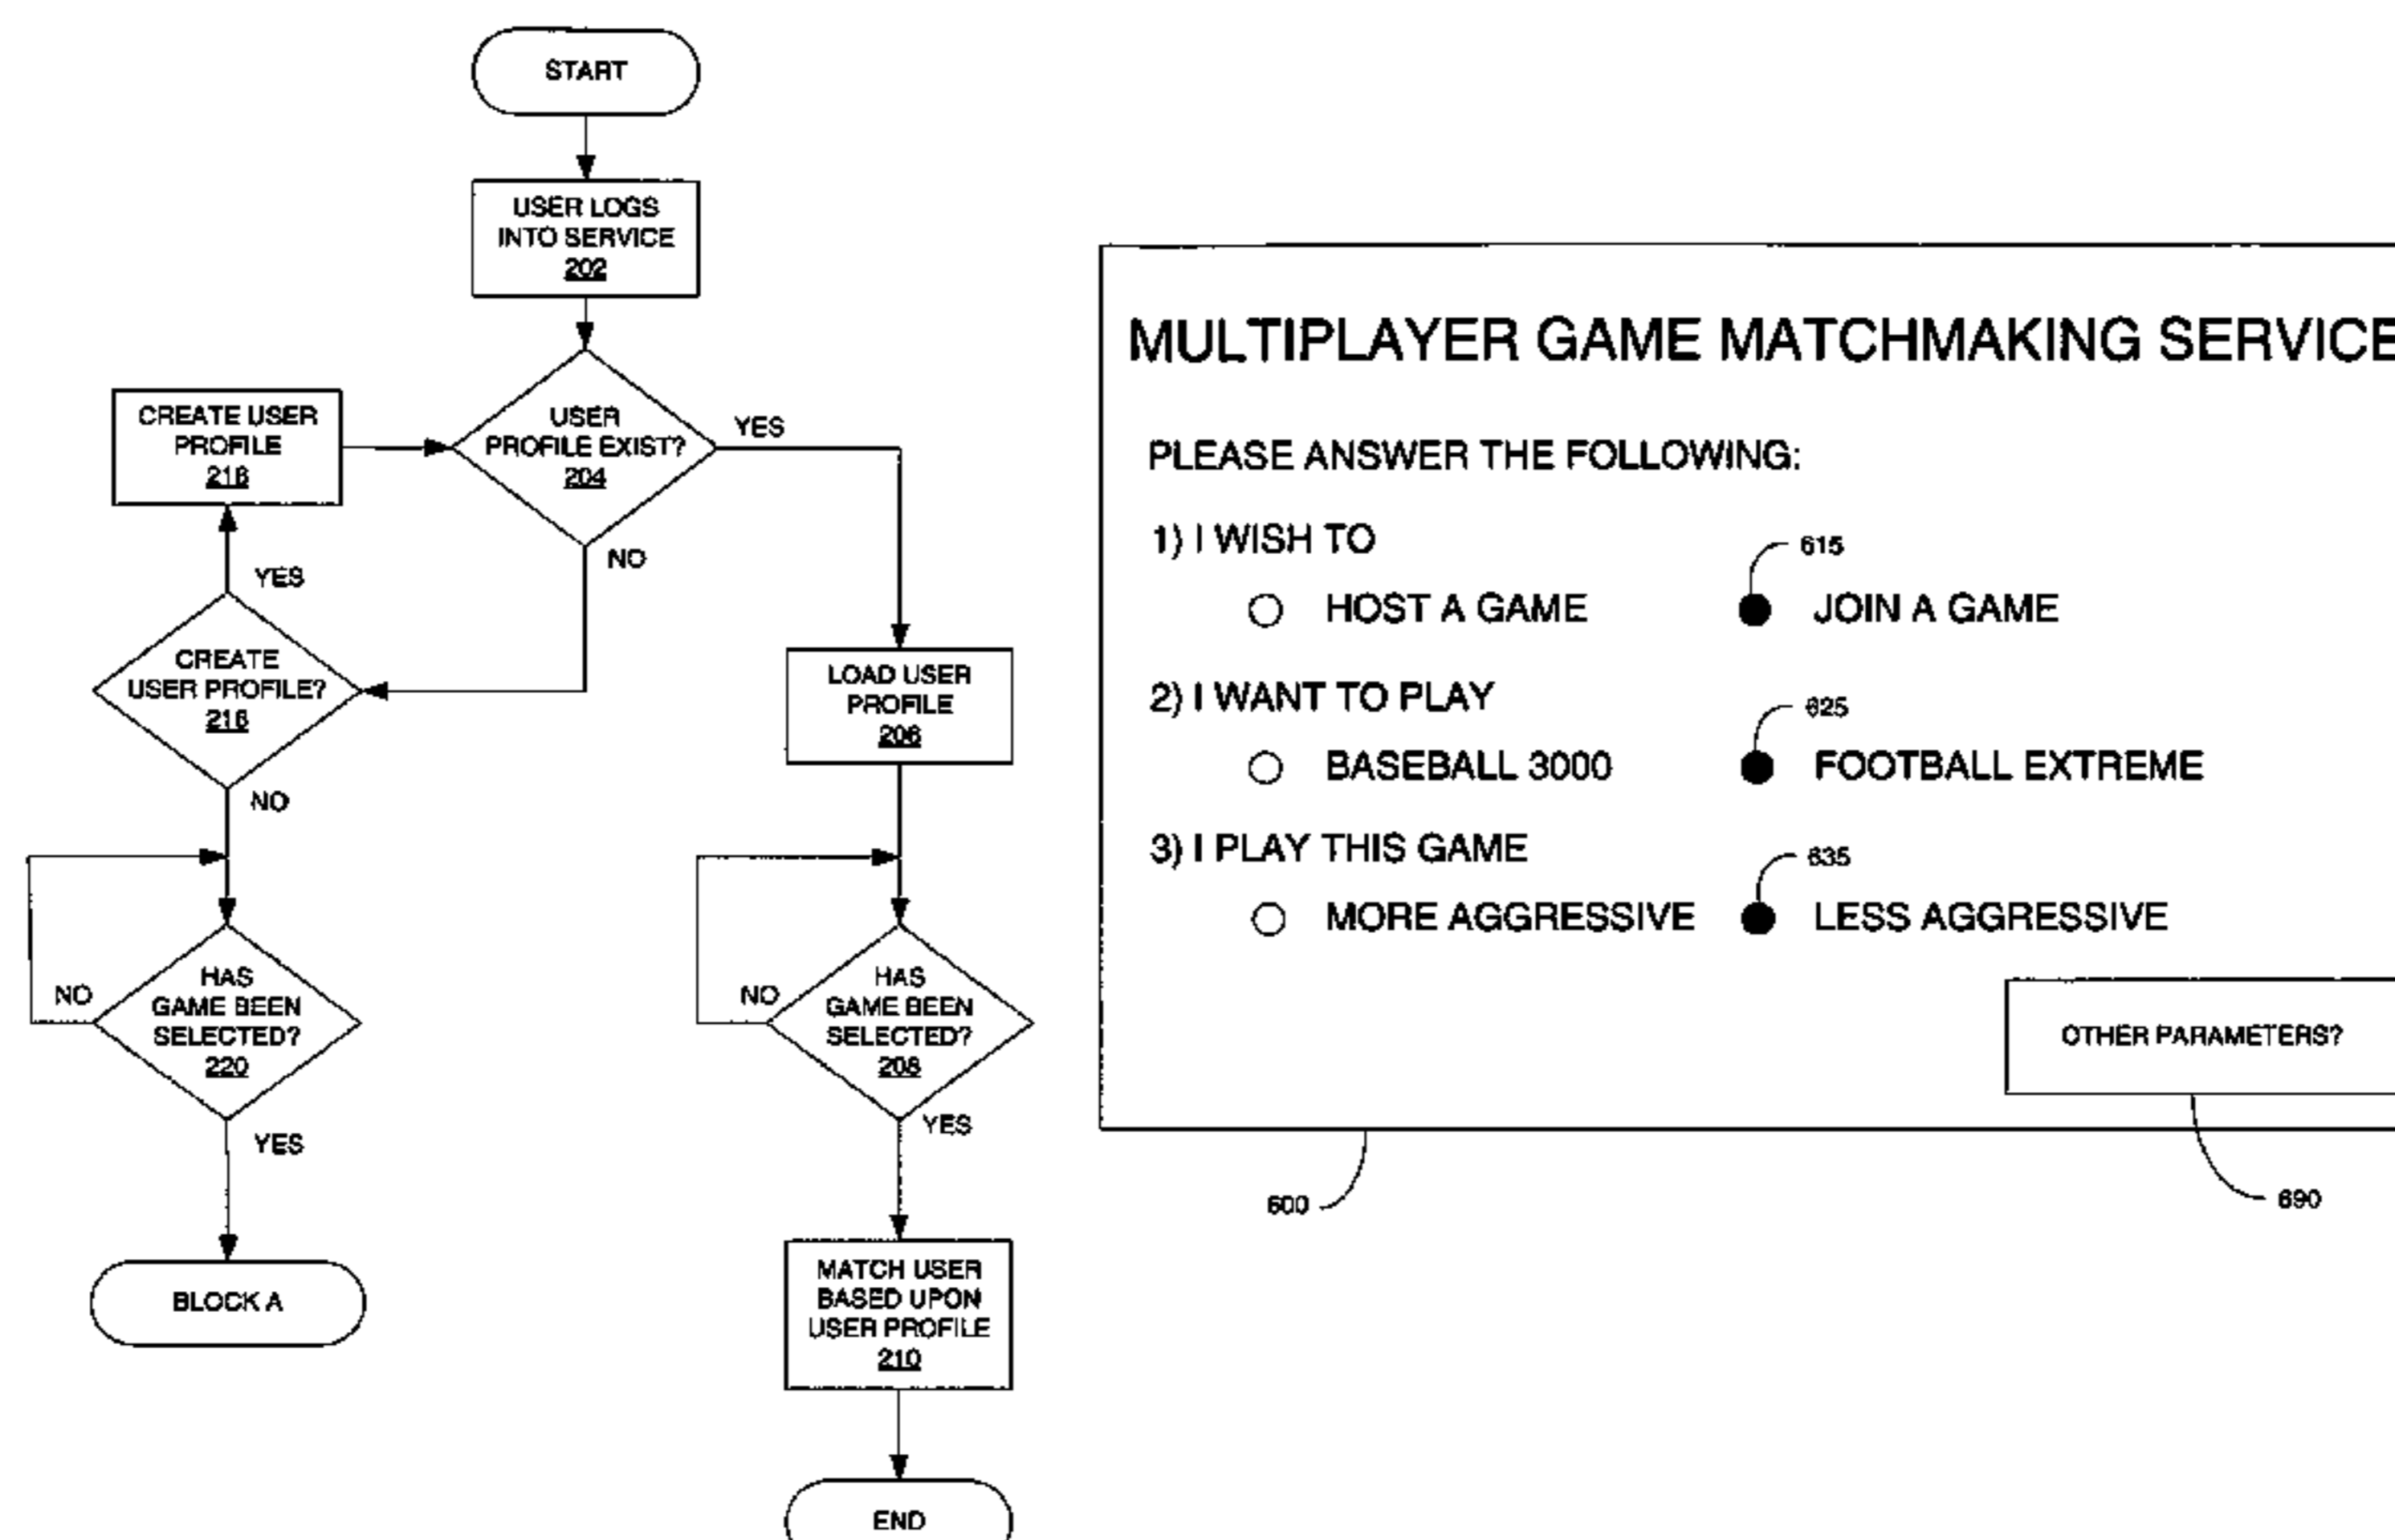 START
USER LOGS
INTO SERVICE
202
USER
PROFILE EXIST?
204
YES
NO
CREATE USER
PROFILE
218
YES
CREATE
USER PROFILE?
216
NO
LOAD USER
PROFILE
206
HAS
GAME BEEN
SELECTED?
220
NO
YES
BLOCK A
HAS
GAME BEEN
SELECTED?
208
NO
YES
MATCH USER
BASED UPON
USER PROFILE
210
END
MULTIPLAYER GAME MATCHMAKING SERVICE
PLEASE ANSWER THE FOLLOWING:
1) I WISH TO
615
HOST A GAME JOIN A GAME
2) I WANT TO PLAY
625
BASEBALL 3000 FOOTBALL EXTREME
3) I PLAY THIS GAME
635
MORE AGGRESSIVE LESS AGGRESSIVE
OTHER PARAMETERS?
600
690